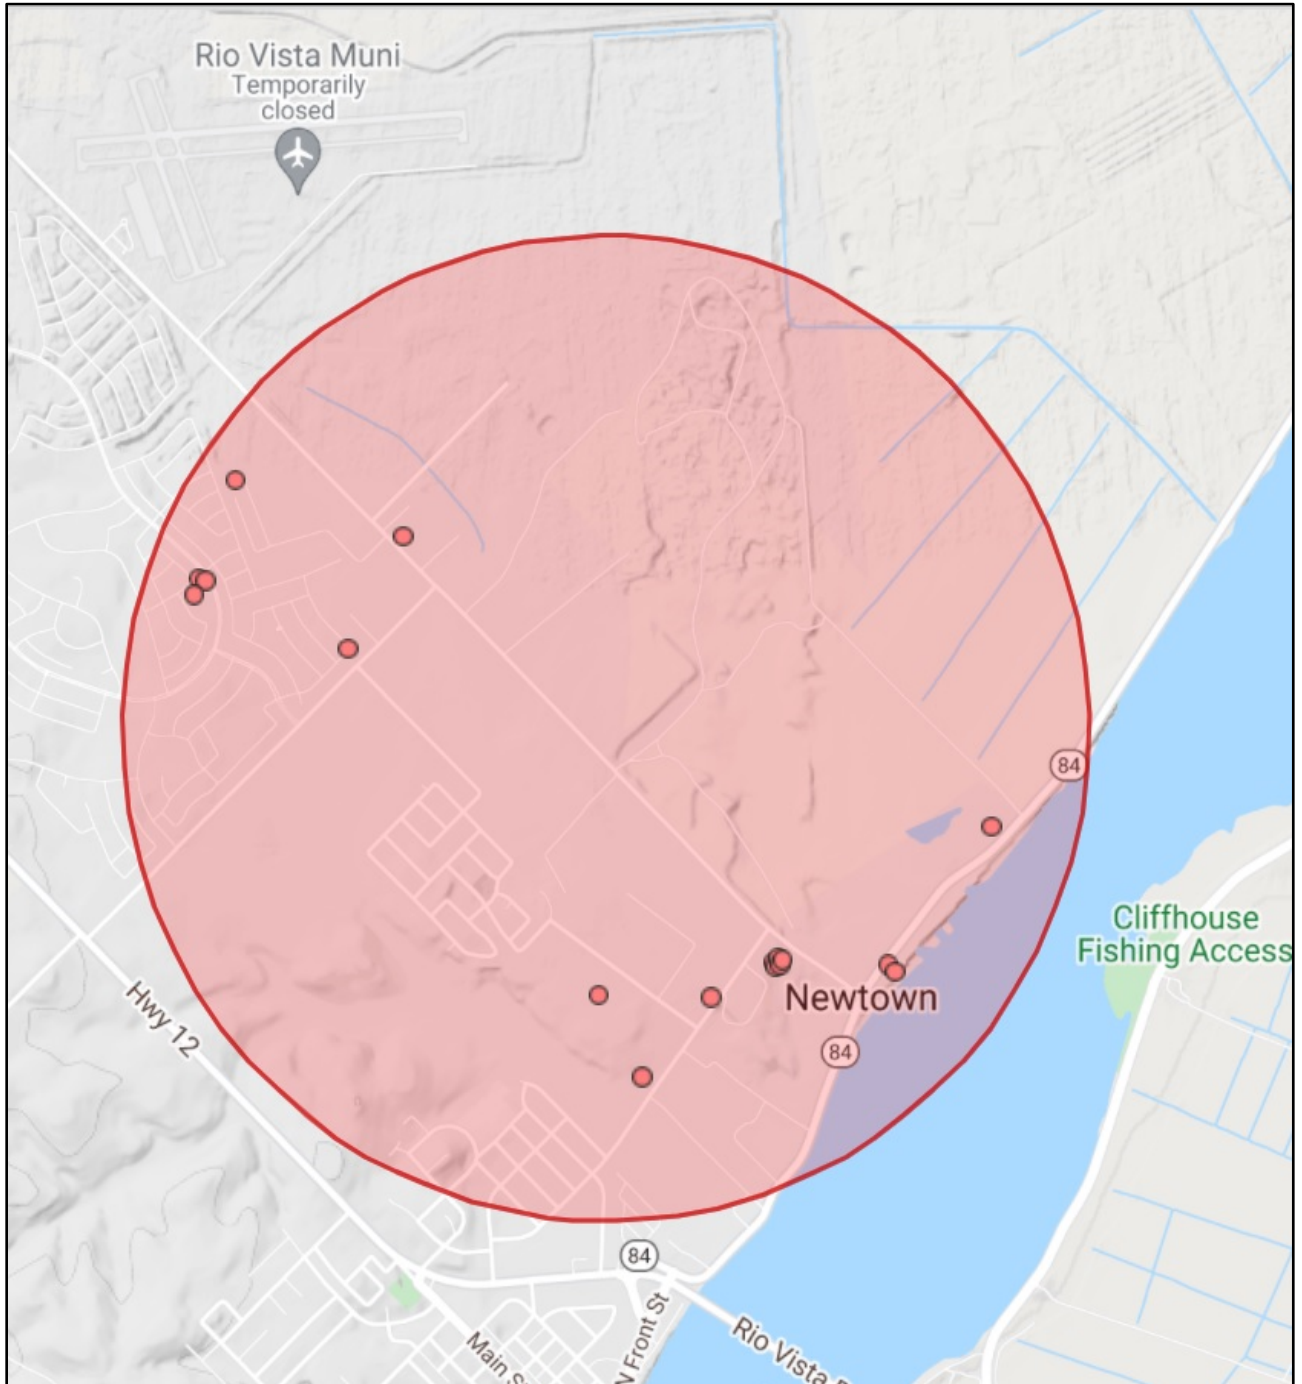 Rio Vista Muni
Temporarily
closed
84
Cliffhouse
Fishing Access
Newtown
Hwy 12
84
84
N Front St
Main
Rio Vista